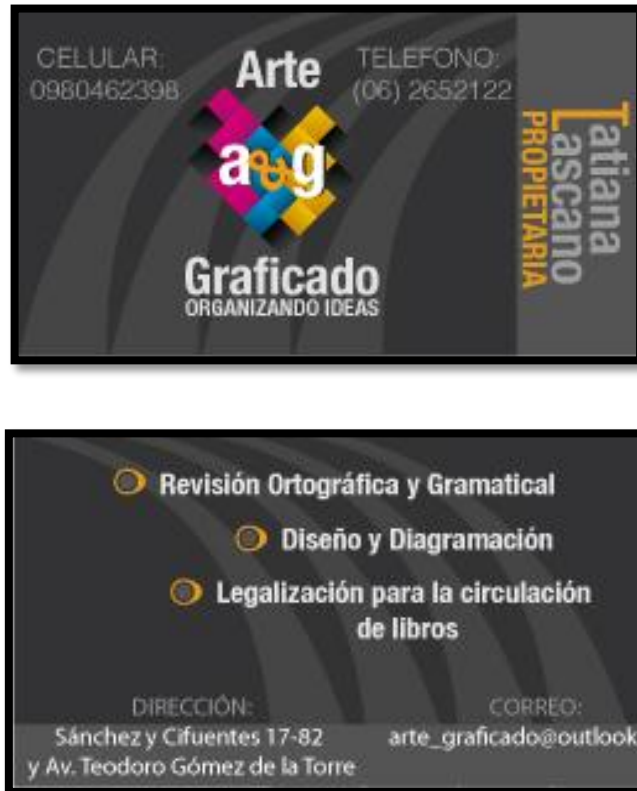 CELULAR:
0980462398
Arte
TELEFONO:
(06) 2652122
a&g
Graficado
ORGANIZANDO IDEAS
Tatiana
Lascano
PROPIETARIA
Revisión Ortográfica y Gramatical
Diseño y Diagramación
Legalización para la circulación
de libros
DIRECCIÓN:
Sánchez y Cifuentes 17-82
y Av. Teodoro Gómez de la Torre
CORREO:
arte_graficado@outlook